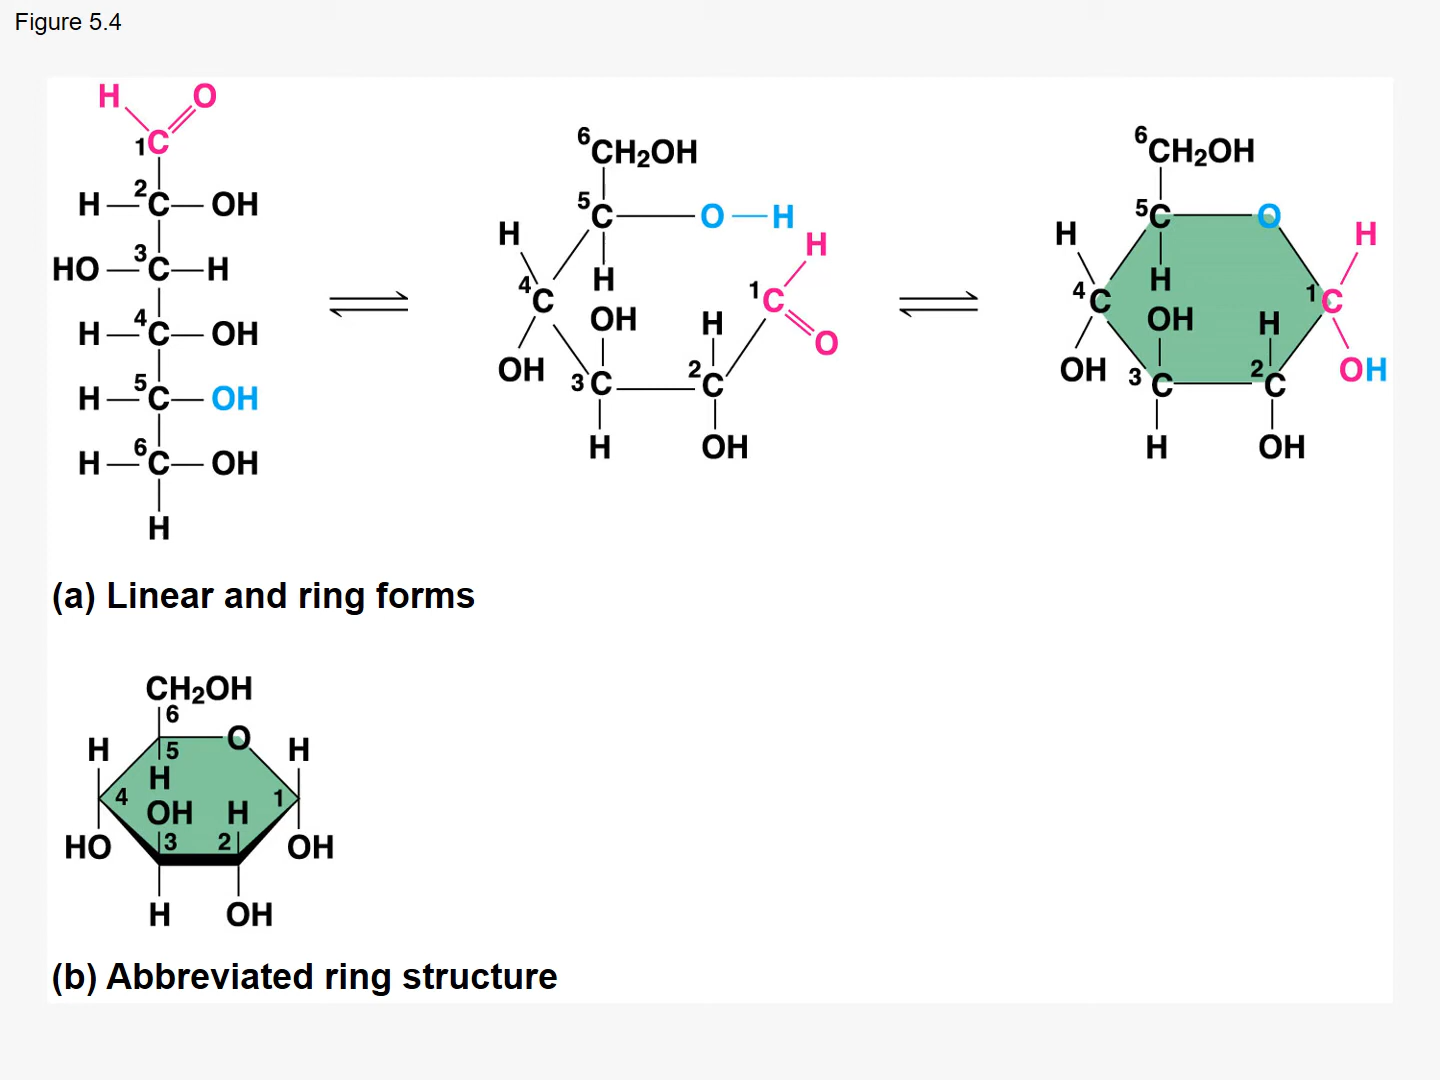 Figure 5.4
H O
1C
H 2C OH
HO 3C H
H 4C OH
H 5C OH
H 6C OH
H
6CH2OH
5C O H
H H
H
4C 1C
OH H
O
OH 3C 2C
H OH
6CH2OH
5C O
H H
H
4C 1C
OH H
OH 3C 2C OH
H OH
(a) Linear and ring forms
CH2OH
6
H 5 O H
H
4 1
OH H
HO 3 2 OH
H OH
(b) Abbreviated ring structure